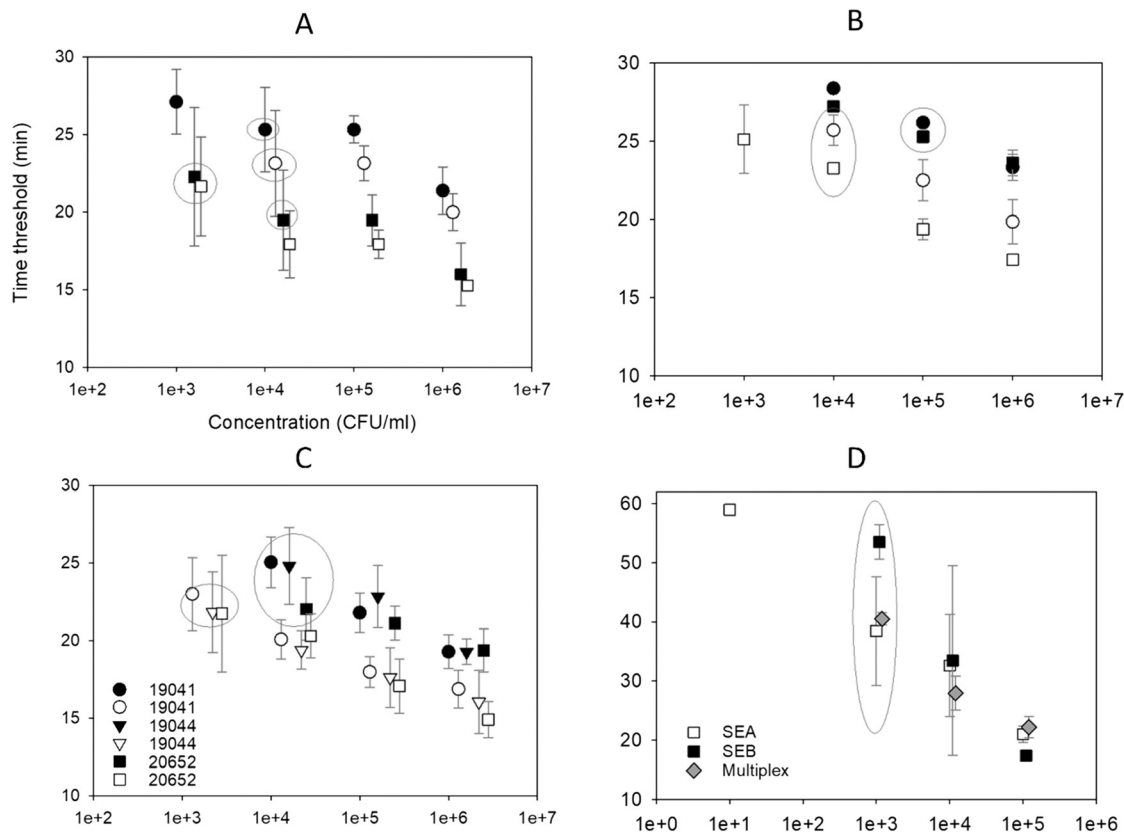 A
30
25
20
15
10
1e+2 1e+3 1e+4 1e+5 1e+6 1e+7
Time threshold (min)
Concentration (CFU/ml)
B
30
25
20
15
10
1e+2 1e+3 1e+4 1e+5 1e+6 1e+7
C
30
25
20
15
10
19041
19041
19044
19044
20652
20652
1e+2 1e+3 1e+4 1e+5 1e+6 1e+7
D
60
50
40
30
20
10
SEA
SEB
Multiplex
1e+0 1e+1 1e+2 1e+3 1e+4 1e+5 1e+6